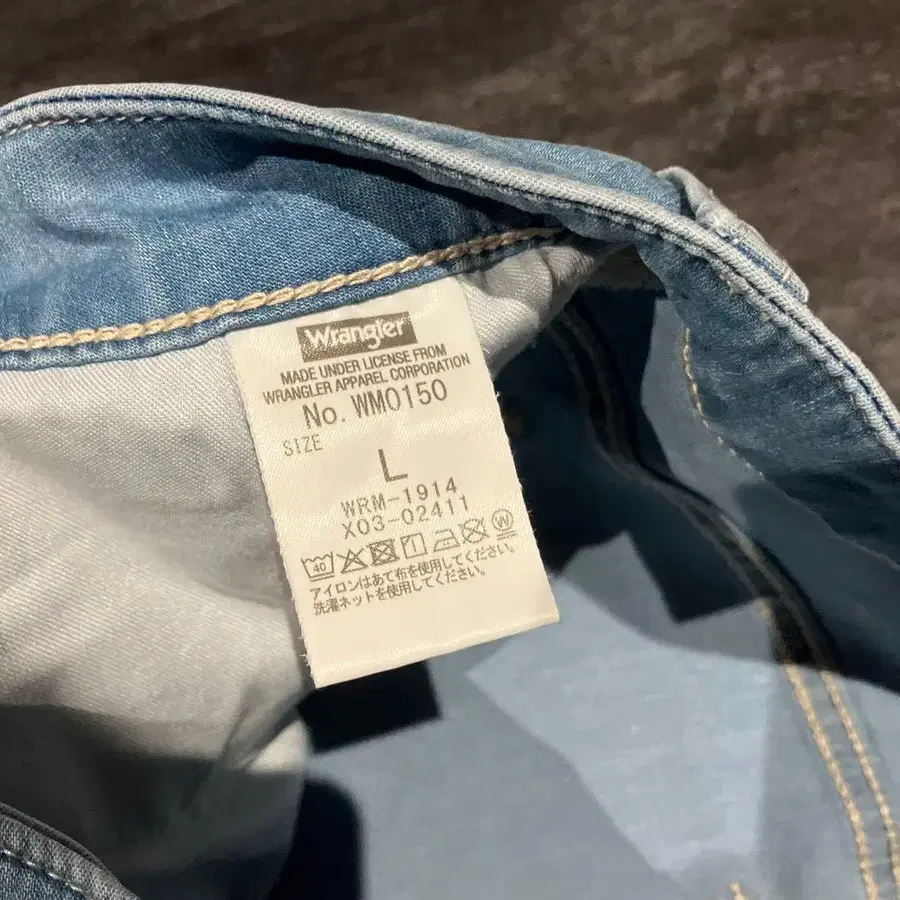 Wrangler
MADE UNDER LICENSE FROM
WRANGLER APPAREL CORPORATION
No. WM0150
SIZE
L
WRM-1914
X03-02411
40
W
アイロンはあて布を使用してください。
洗濯ネットを使用してください。